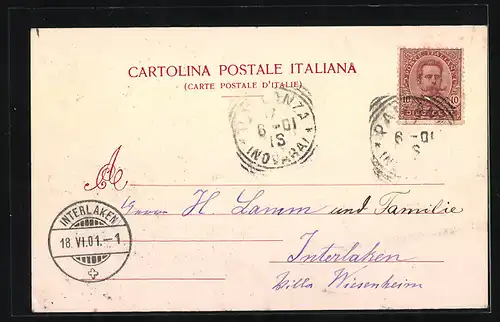 CARTOLINA POSTALE ITALIANA
(CARTE POSTALE D'ITALIE)
10 10
PALLANZA
6 - 01
(NOVARA)
6 - 01
A
Herrn H. Lamm und Familie
INTERLAKEN
18.VI.01.-1
Interlaken
Villa Wiesenheim